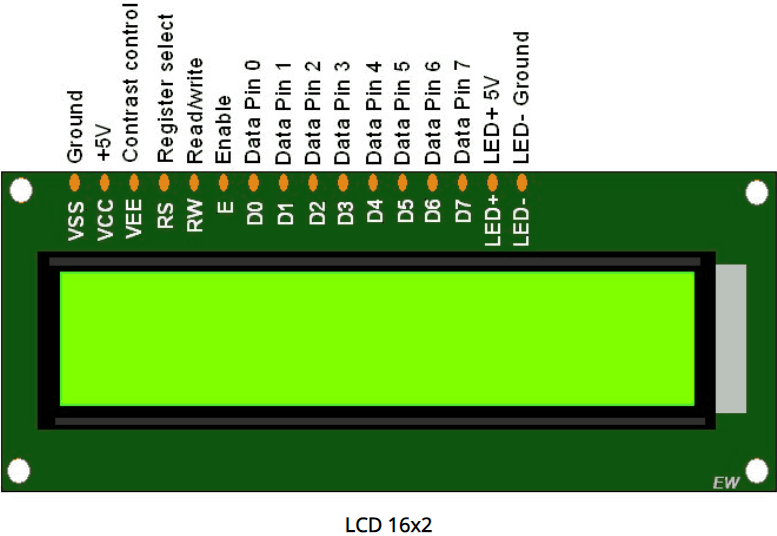 Ground
+5V
Contrast control
Register select
Read/write
Enable
Data Pin 0
Data Pin 1
Data Pin 2
Data Pin 3
Data Pin 4
Data Pin 5
Data Pin 6
Data Pin 7
LED+ 5V
LED- Ground
VSS
VCC
VEE
RS
RW
E
D0
D1
D2
D3
D4
D5
D6
D7
LED+
LED-
EW
LCD 16x2